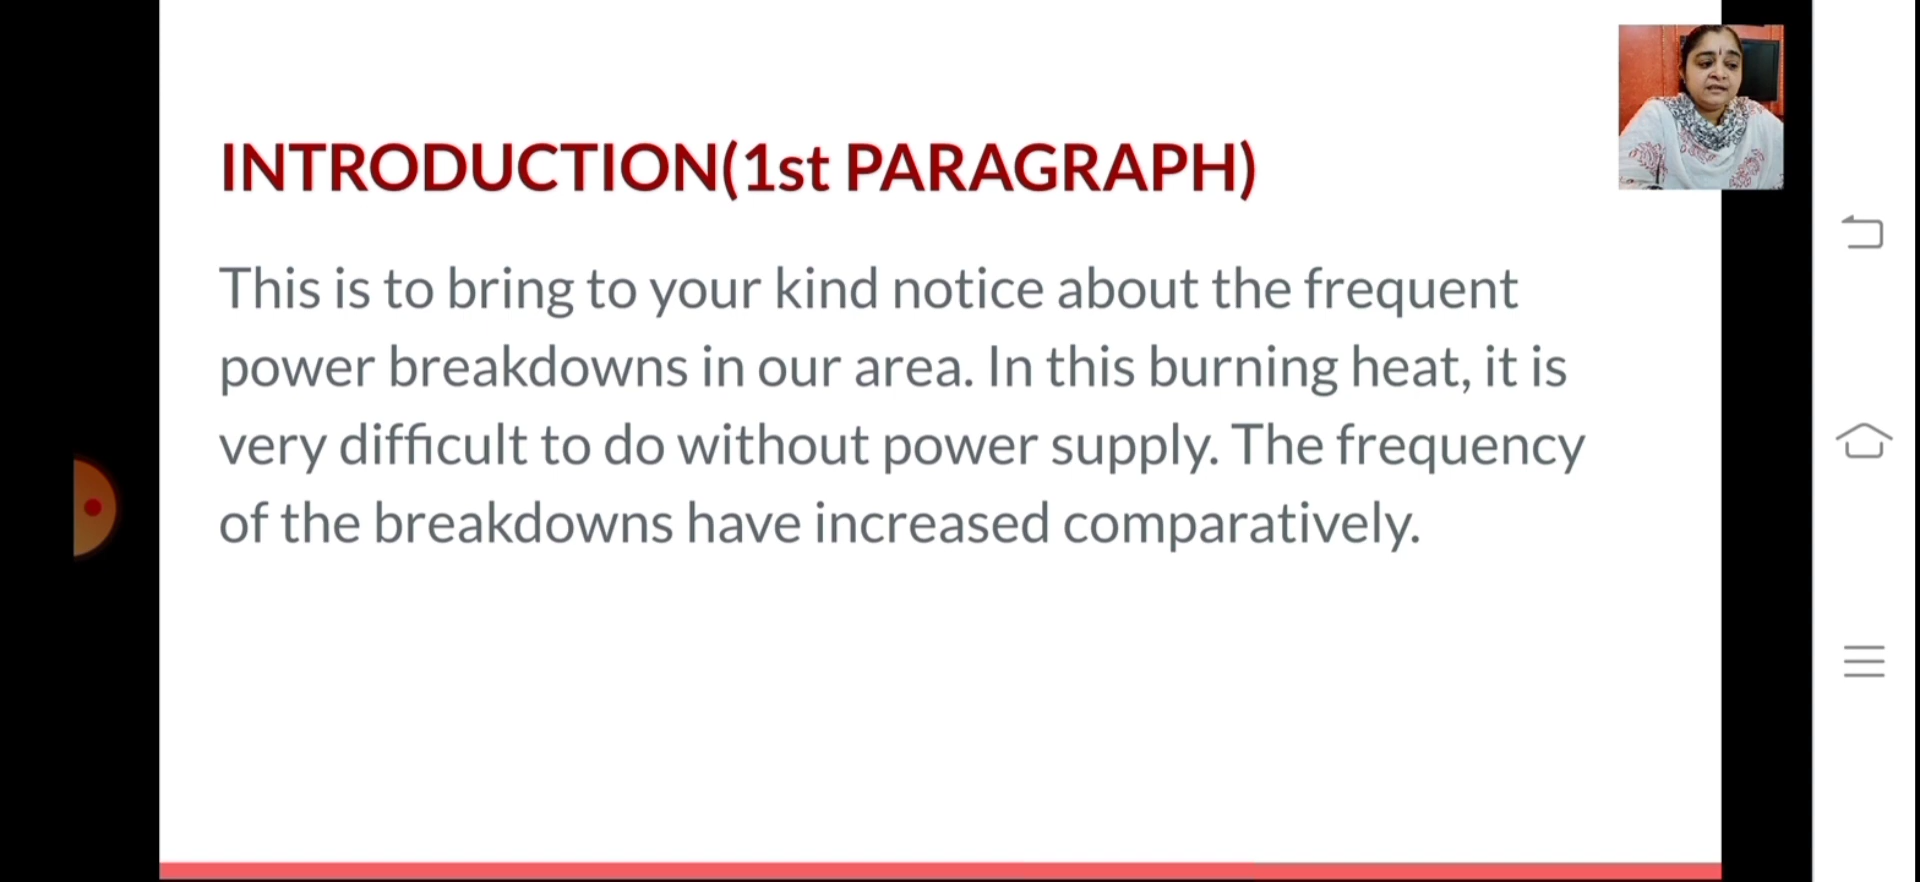 INTRODUCTION(1st PARAGRAPH)
This is to bring to your kind notice about the frequent
power breakdowns in our area. In this burning heat, it is
very difficult to do without power supply. The frequency
of the breakdowns have increased comparatively.